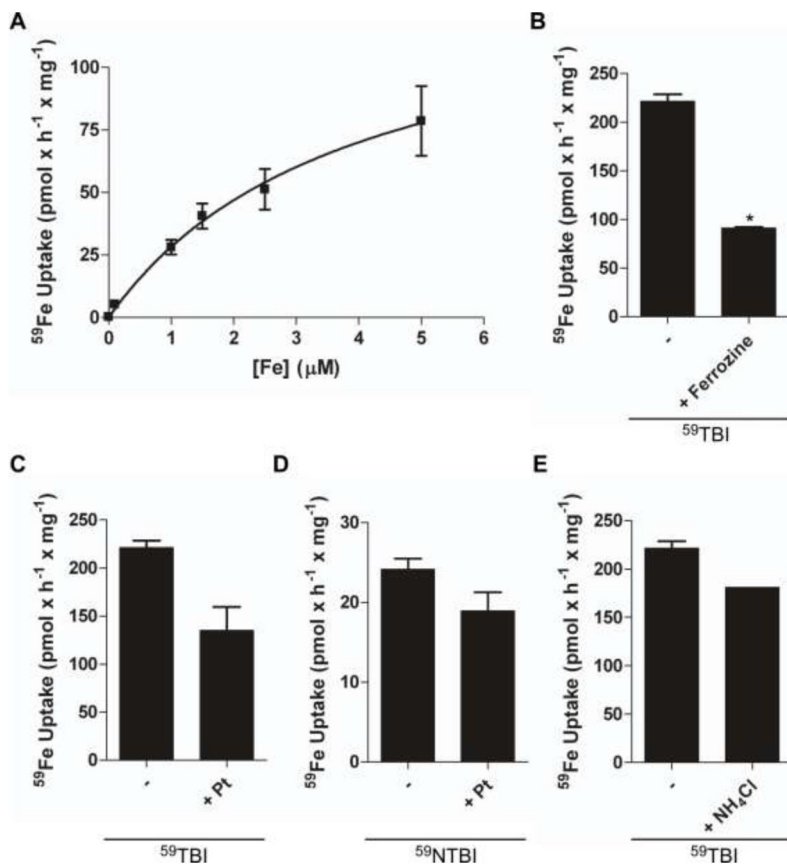 A
⁵⁹Fe Uptake (pmol x h⁻¹ x mg⁻¹)
100
75
50
25
0
0 1 2 3 4 5 6
[Fe] (μM)
B
⁵⁹Fe Uptake (pmol x h⁻¹ x mg⁻¹)
250
200
150
100
50
0
*
- + Ferrozine
⁵⁹TBI
C
⁵⁹Fe Uptake (pmol x h⁻¹ x mg⁻¹)
250
200
150
100
50
0
- + Pt
⁵⁹TBI
D
⁵⁹Fe Uptake (pmol x h⁻¹ x mg⁻¹)
30
20
10
0
- + Pt
⁵⁹NTBI
E
⁵⁹Fe Uptake (pmol x h⁻¹ x mg⁻¹)
250
200
150
100
50
0
- + NH₄Cl
⁵⁹TBI